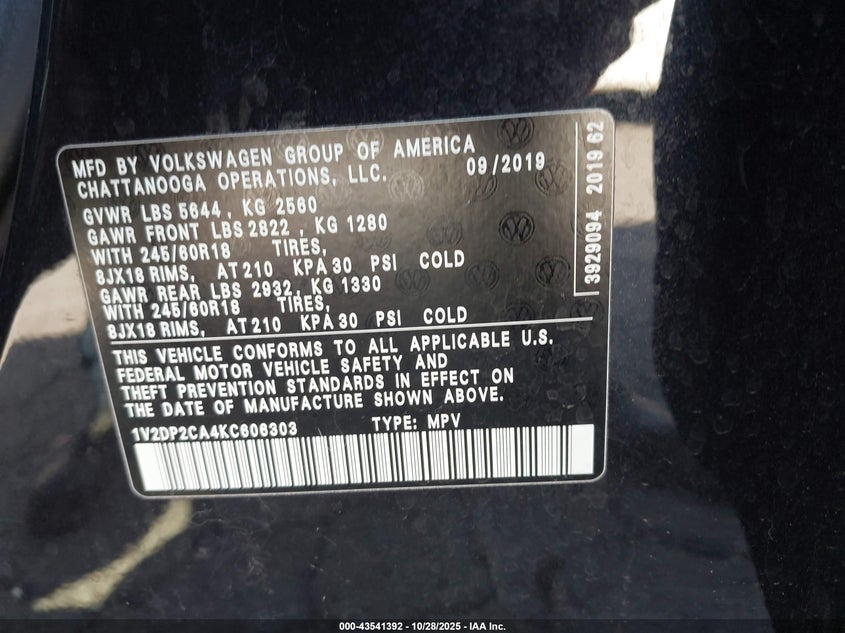 MFD BY VOLKSWAGEN GROUP OF AMERICA
CHATTANOOGA OPERATIONS, LLC. 09/2019
GVWR LBS 5644, KG 2560
GAWR FRONT LBS 2822 , KG 1280
WITH 245/60R18 TIRES,
8JX18 RIMS, AT 210 KPA 30 PSI COLD
GAWR REAR LBS 2932, KG 1330
WITH 245/60R18 TIRES,
8JX18 RIMS, AT 210 KPA 30 PSI COLD
THIS VEHICLE CONFORMS TO ALL APPLICABLE U.S.
FEDERAL MOTOR VEHICLE SAFETY AND
THEFT PREVENTION STANDARDS IN EFFECT ON
THE DATE OF MANUFACTURE SHOWN ABOVE.
1V2DP2CA4KC606303 TYPE: MPV
3929094 2019 62
000-43541392 - 10/28/2025 - IAA Inc.